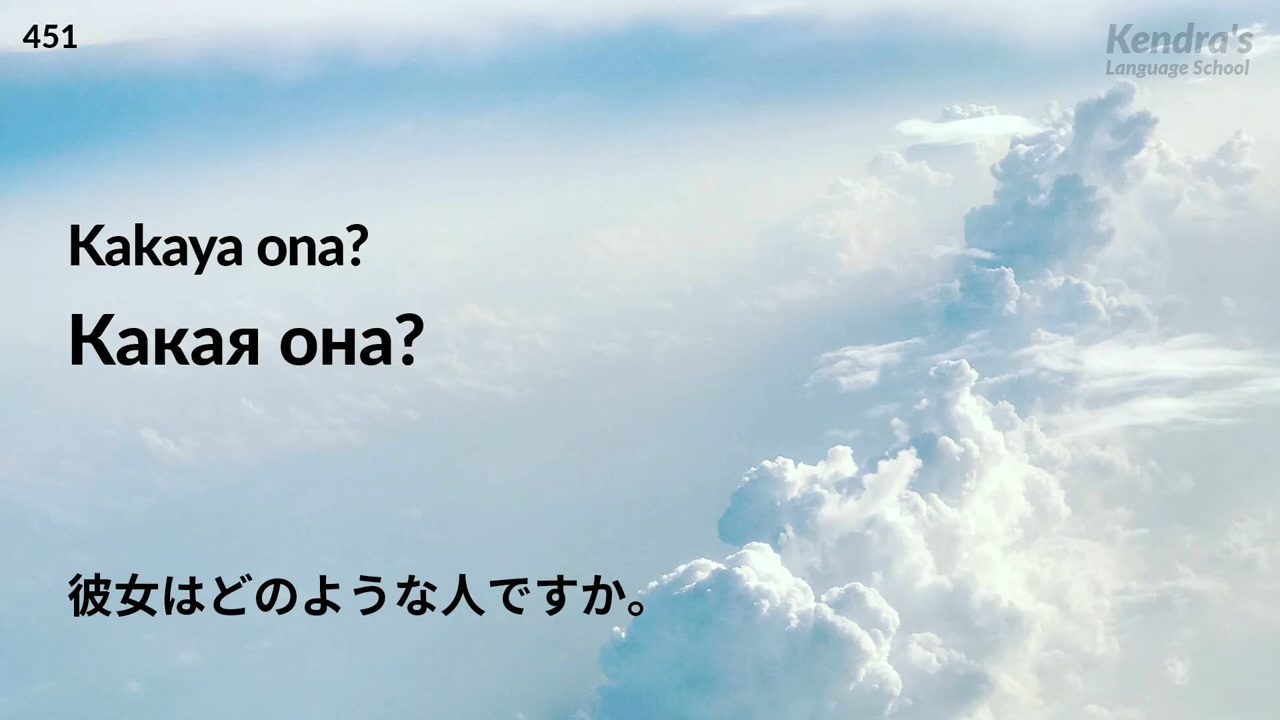 451
Kendra's
Language School
Kakaya ona?
Какая она?
彼女はどのような人ですか。